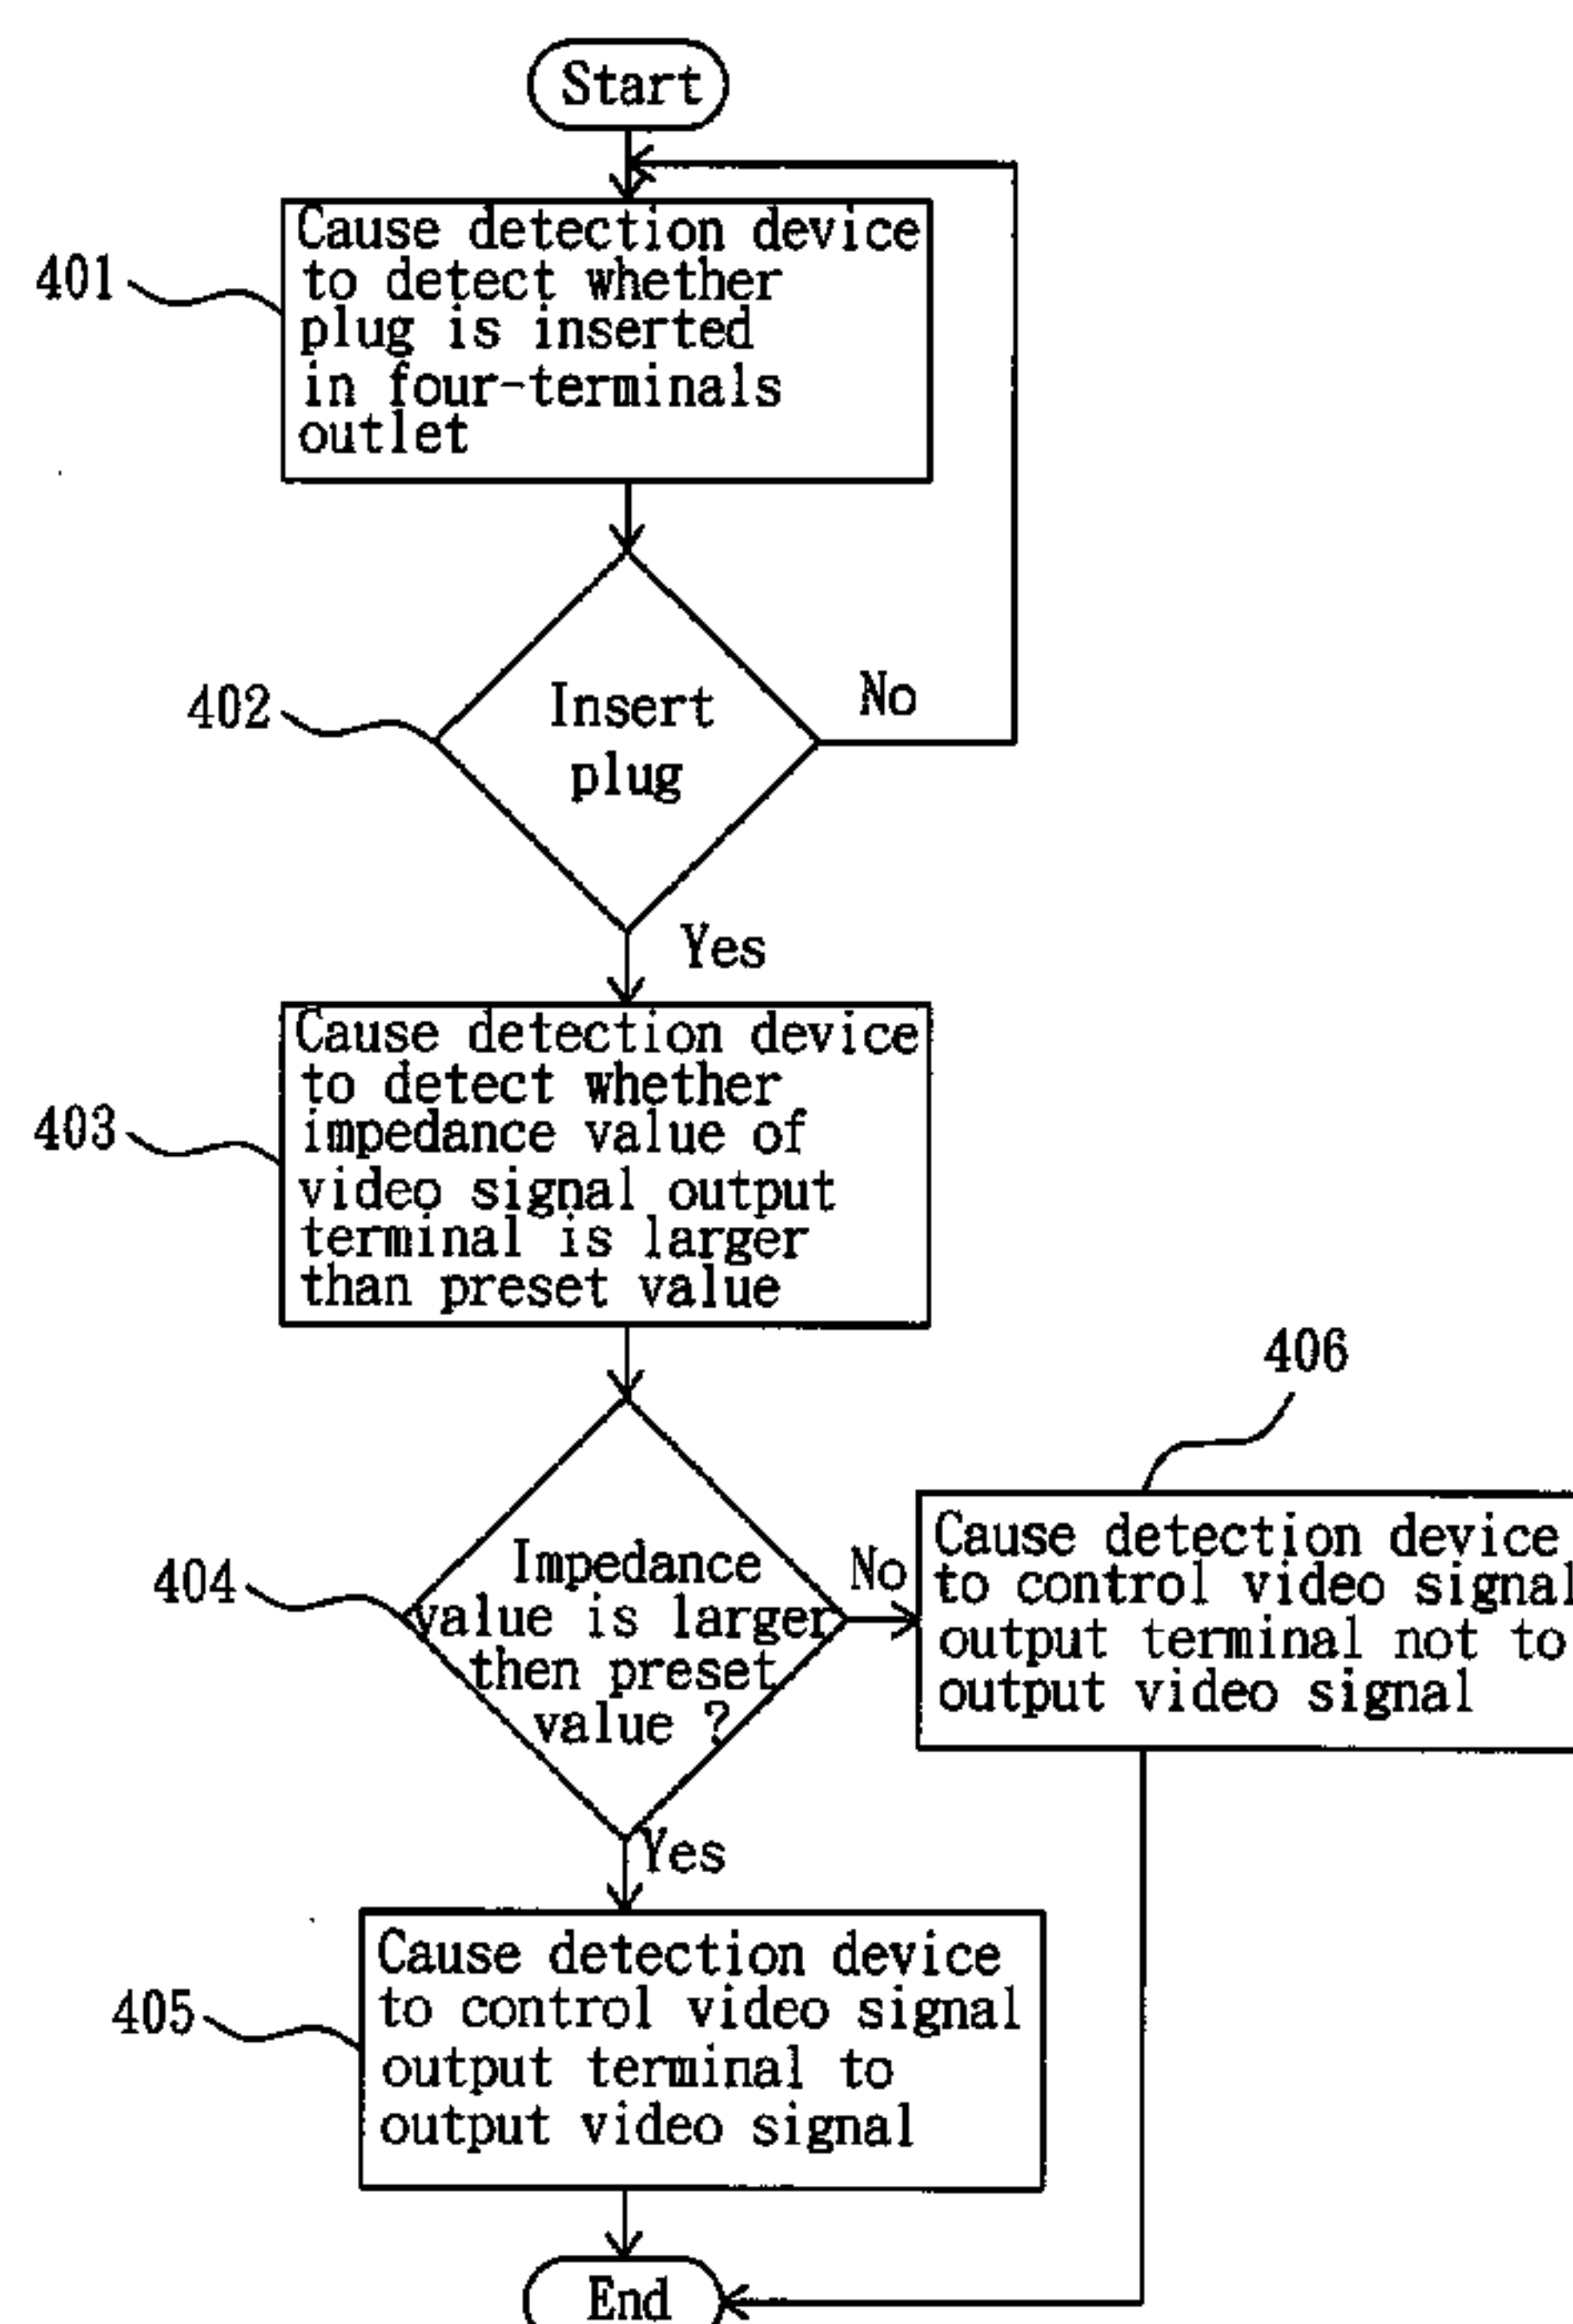 Start
401
Cause detection device
to detect whether
plug is inserted
in four-terminals
outlet
402
Insert
plug
No
Yes
403
Cause detection device
to detect whether
impedance value of
video signal output
terminal is larger
than preset value
404
Impedance
value is larger
then preset
value ?
No
406
Cause detection device
to control video signal
output terminal not to
output video signal
Yes
405
Cause detection device
to control video signal
output terminal to
output video signal
End